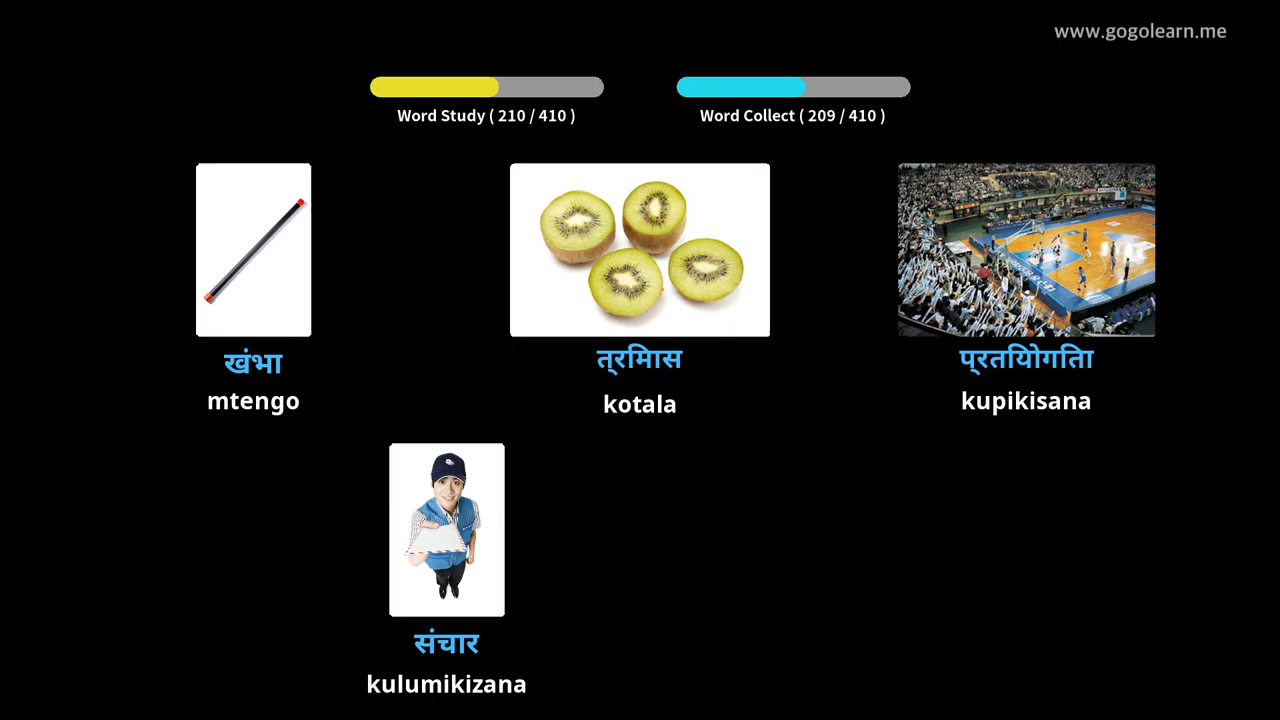 www.gogolearn.me
Word Study ( 210 / 410 )
Word Collect ( 209 / 410 )
खंभा
mtengo
त्रमिास
kotala
प्रतयिोगतिा
kupikisana
संचार
kulumikizana